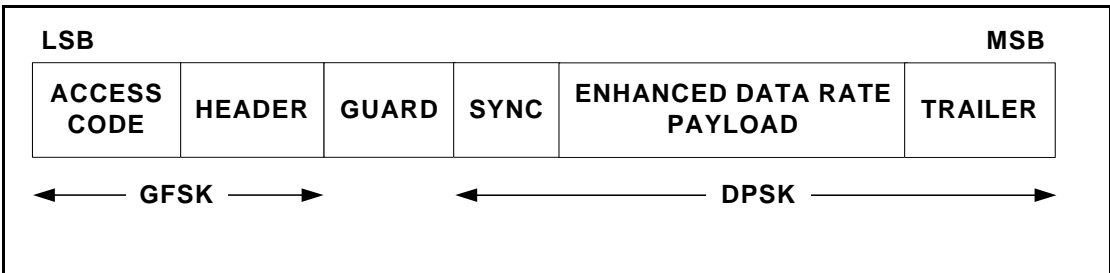 LSB
MSB
ACCESS
CODE
HEADER
GUARD
SYNC
ENHANCED DATA RATE
PAYLOAD
TRAILER
GFSK
DPSK